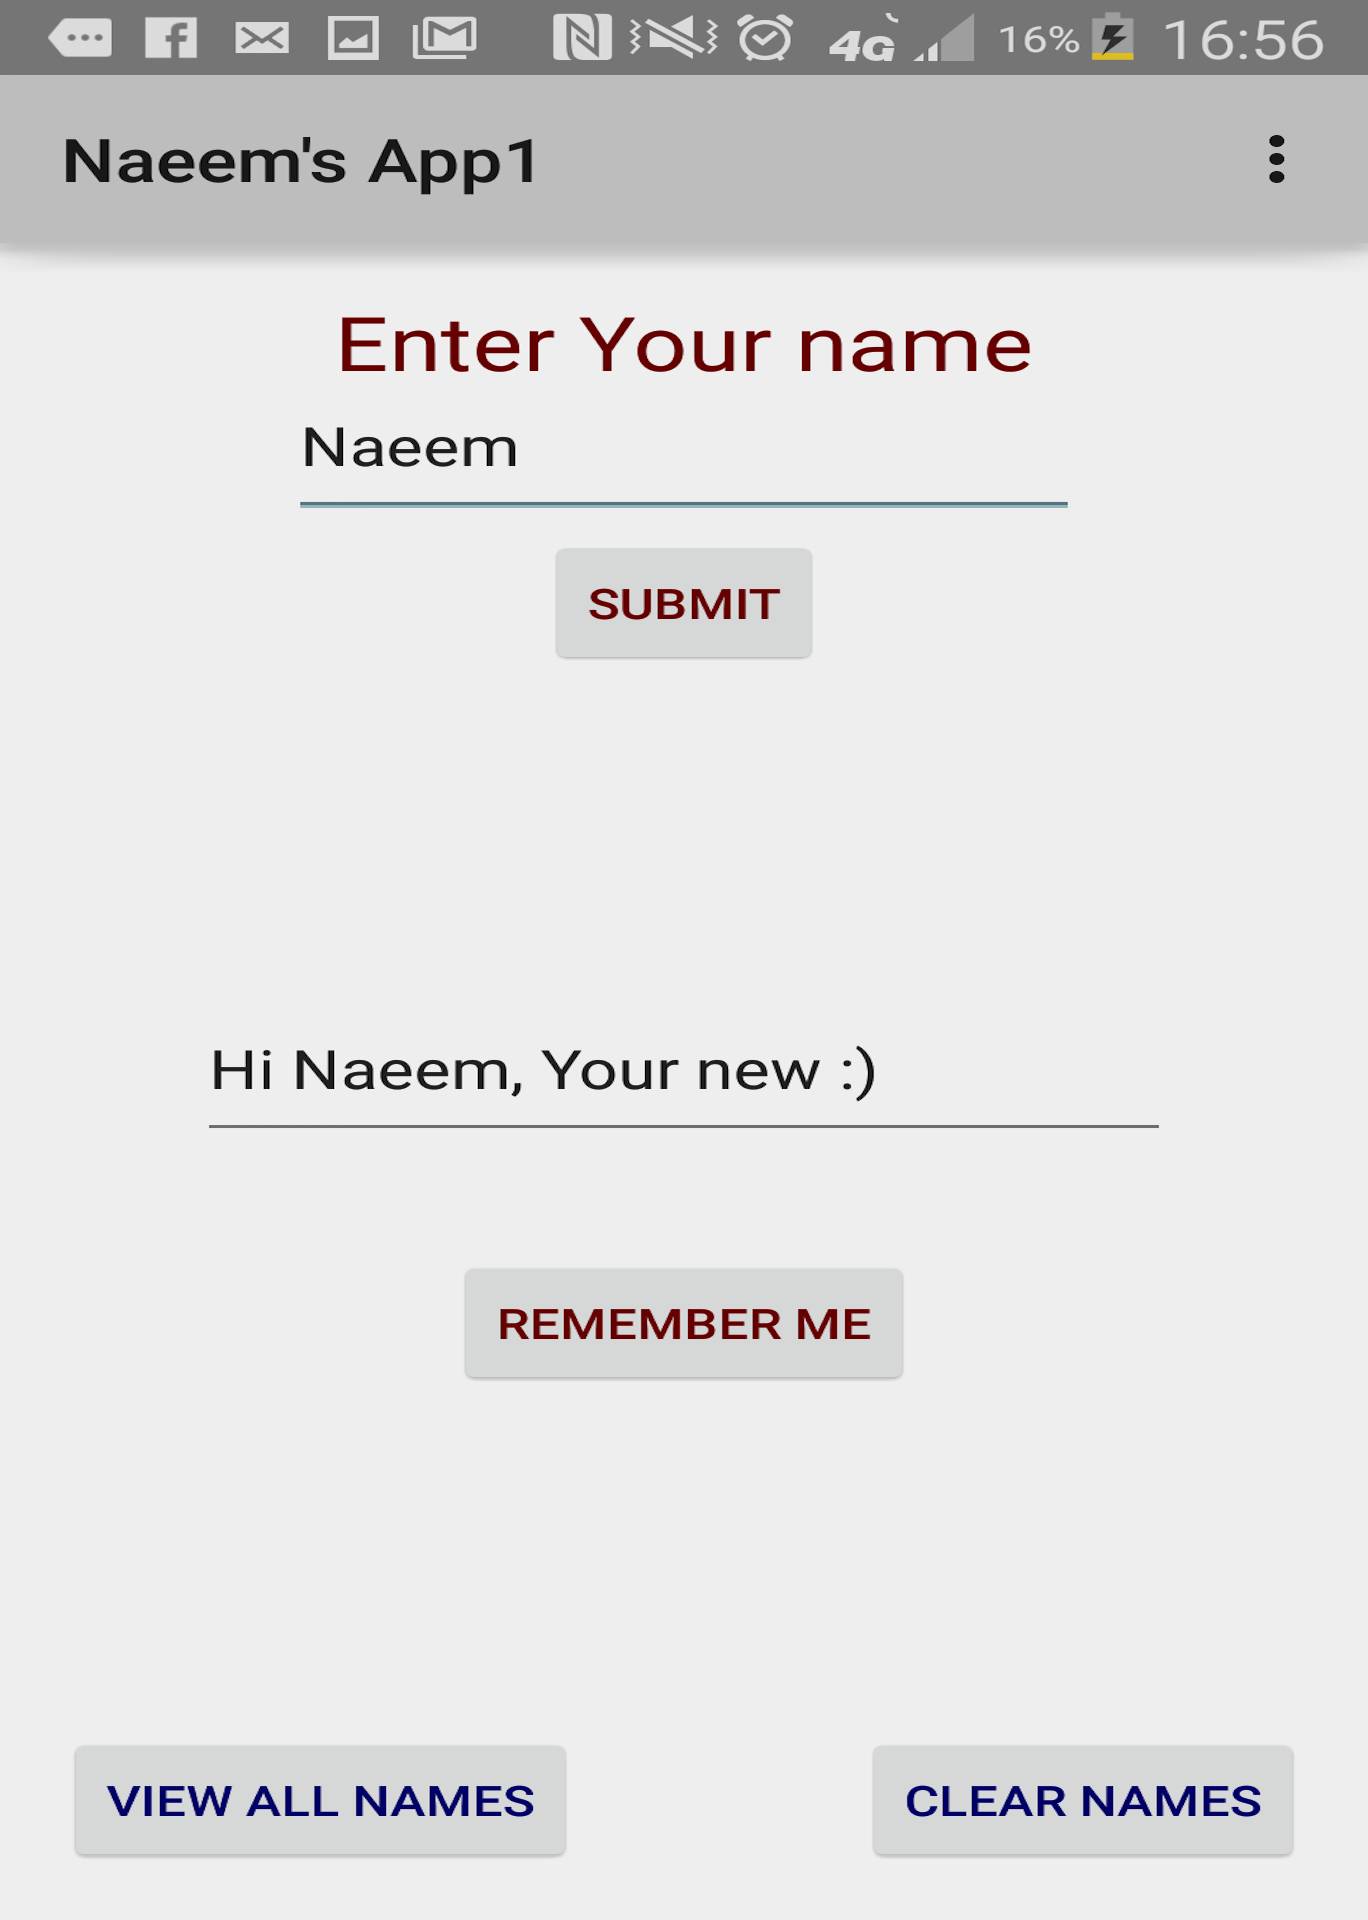 4G 16% 16:56
Naeem's App1
Enter Your name
Naeem
SUBMIT
Hi Naeem, Your new :)
REMEMBER ME
VIEW ALL NAMES CLEAR NAMES